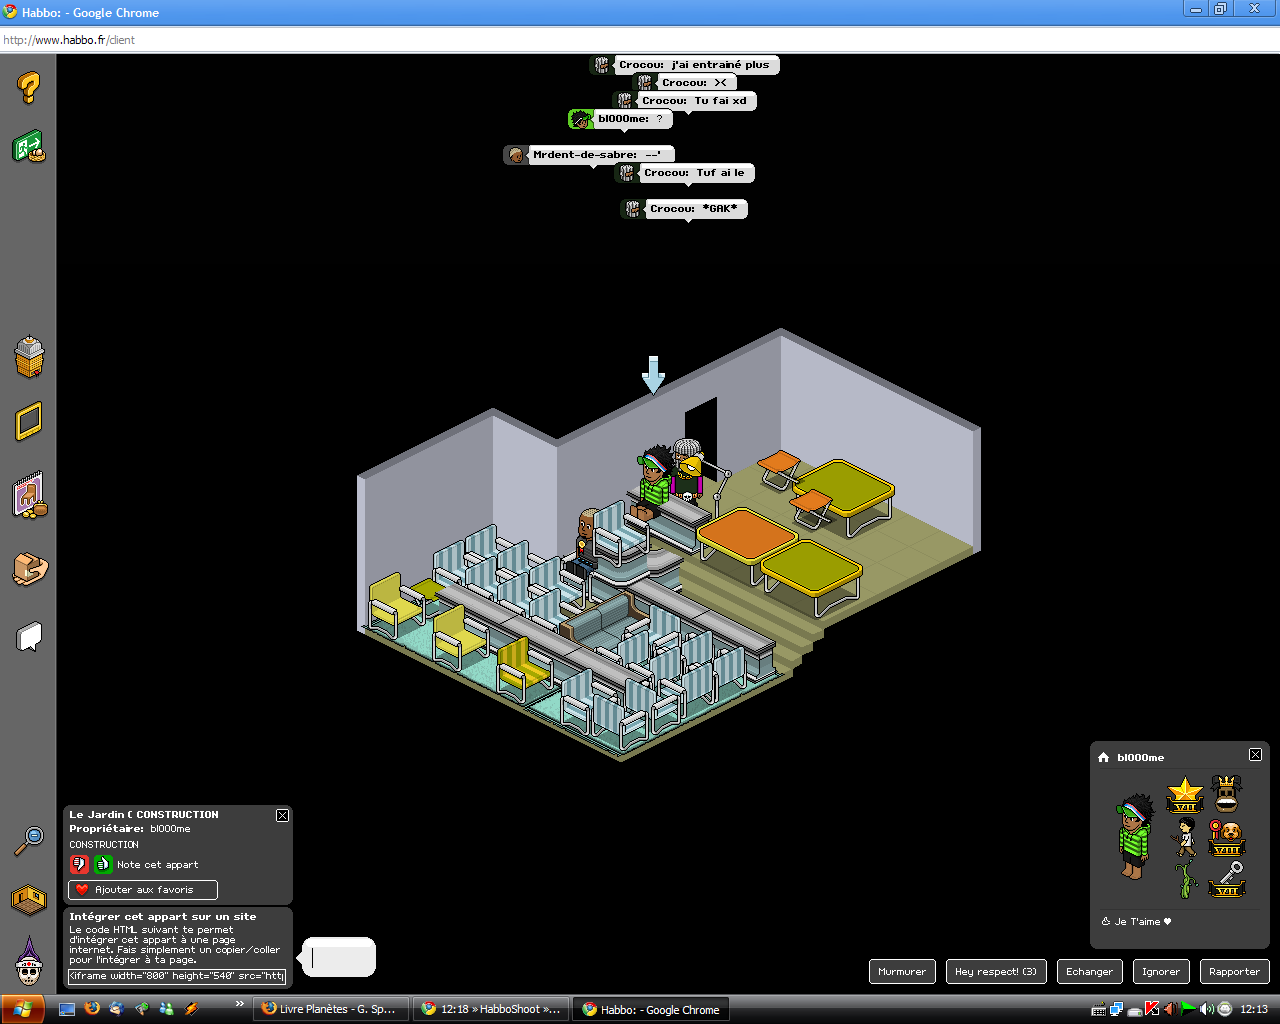 Habbo: - Google Chrome
http://www.habbo.fr/client
Crocou: j'ai entrainé plus
Crocou: ><
Crocou: Tu fai xd
bl000me: ?
Mrdent-de-sabre: --'
Crocou: Tuf ai le
Crocou: *GAK*
Le Jardin ( CONSTRUCTION
Propriétaire: bl000me
CONSTRUCTION
Note cet appart
Ajouter aux favoris
Intégrer cet appart sur un site
Le code HTML suivant te permet
d'intégrer cet appart à une page
internet. Fais simplement un copier/coller
pour l'intégrer à ta page.
<iframe width="800" height="540" src="htt
bl000me
Je T'aime ♥
Murmurer
Hey respect! (3)
Echanger
Ignorer
Rapporter
Livre Planètes - G. Sp...
12:18 » HabboShoot »...
Habbo: - Google Chrome
12:13